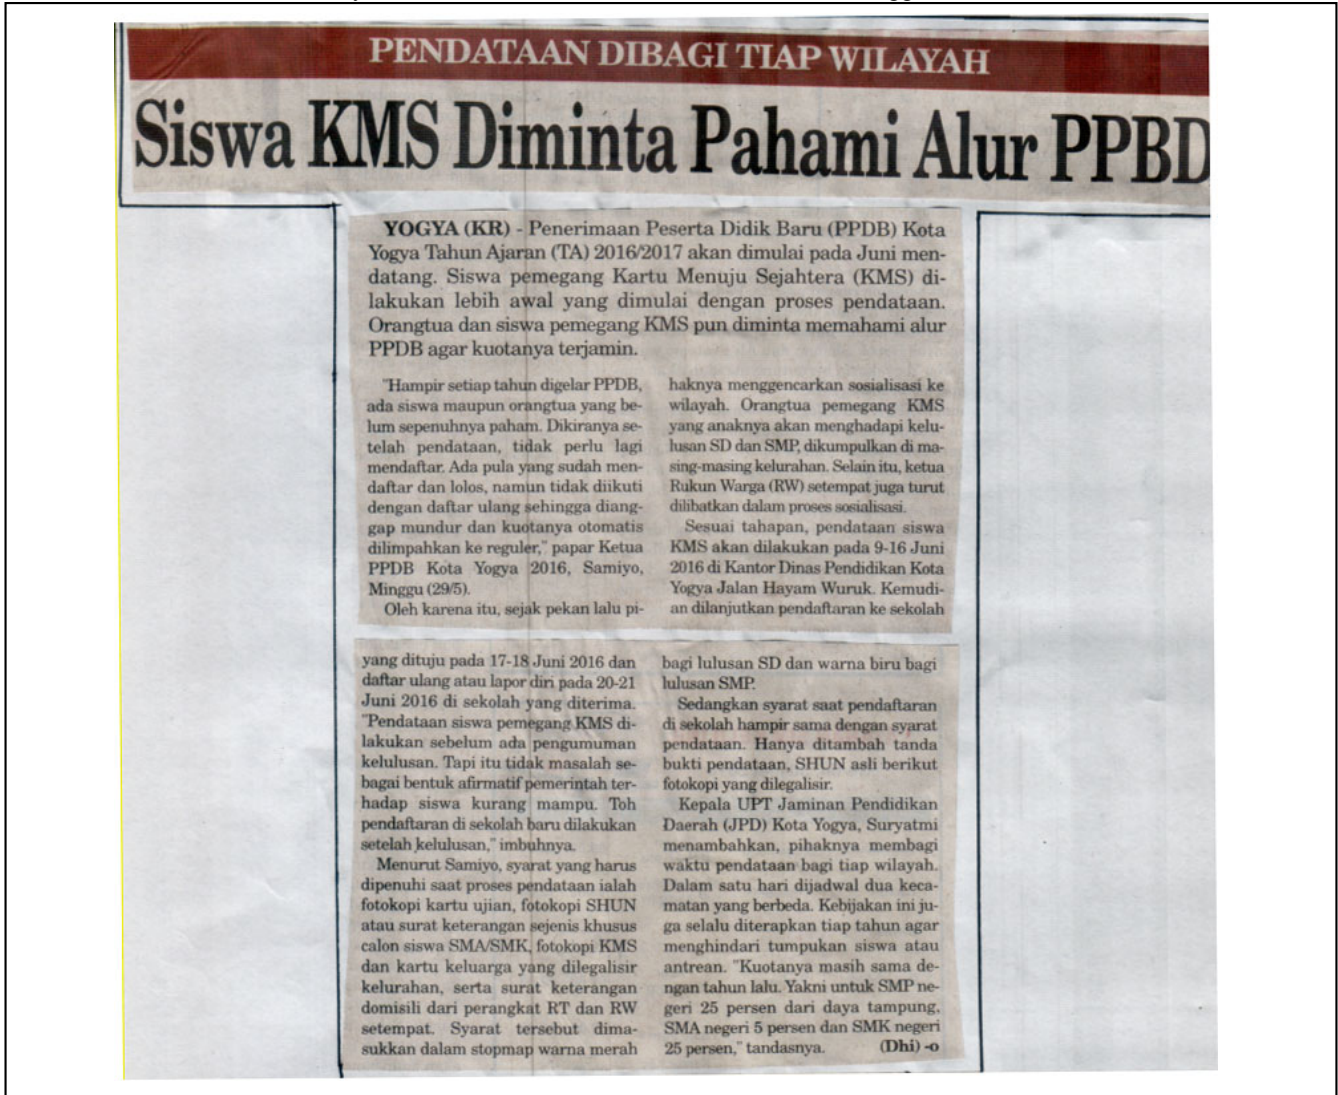 PENDATAAN DIBAGI TIAP WILAYAH
Siswa KMS Diminta Pahami Alur PPBD
YOGYA (KR) - Penerimaan Peserta Didik Baru (PPDB) Kota
Yogya Tahun Ajaran (TA) 2016/2017 akan dimulai pada Juni men-
datang. Siswa pemegang Kartu Menuju Sejahtera (KMS) di-
lakukan lebih awal yang dimulai dengan proses pendataan.
Orangtua dan siswa pemegang KMS pun diminta memahami alur
PPDB agar kuotanya terjamin.
"Hampir setiap tahun digelar PPDB,
ada siswa maupun orangtua yang be-
lum sepenuhnya paham. Dikiranya se-
telah pendataan, tidak perlu lagi
mendaftar. Ada pula yang sudah men-
daftar dan lolos, namun tidak diikuti
dengan daftar ulang sehingga diang-
gap mundur dan kuotanya otomatis
dilimpahkan ke reguler," papar Ketua
PPDB Kota Yogya 2016, Samiyo,
Minggu (29/5).
Oleh karena itu, sejak pekan lalu pi-
haknya menggencarkan sosialisasi ke
wilayah. Orangtua pemegang KMS
yang anaknya akan menghadapi kelu-
lusan SD dan SMP, dikumpulkan di ma-
sing-masing kelurahan. Selain itu, ketua
Rukun Warga (RW) setempat juga turut
dilibatkan dalam proses sosialisasi.
Sesuai tahapan, pendataan siswa
KMS akan dilakukan pada 9-16 Juni
2016 di Kantor Dinas Pendidikan Kota
Yogya Jalan Hayam Wuruk. Kemudi-
an dilanjutkan pendaftaran ke sekolah
yang dituju pada 17-18 Juni 2016 dan
daftar ulang atau lapor diri pada 20-21
Juni 2016 di sekolah yang diterima.
"Pendataan siswa pemegang KMS di-
lakukan sebelum ada pengumuman
kelulusan. Tapi itu tidak masalah se-
bagai bentuk afirmatif pemerintah ter-
hadap siswa kurang mampu. Toh
pendaftaran di sekolah baru dilakukan
setelah kelulusan," imbuhnya.
Menurut Samiyo, syarat yang harus
dipenuhi saat proses pendataan ialah
fotokopi kartu ujian, fotokopi SHUN
atau surat keterangan sejenis khusus
calon siswa SMA/SMK, fotokopi KMS
dan kartu keluarga yang dilegalisir
kelurahan, serta surat keterangan
domisili dari perangkat RT dan RW
setempat. Syarat tersebut dima-
sukkan dalam stopmap warna merah
bagi lulusan SD dan warna biru bagi
lulusan SMP.
Sedangkan syarat saat pendaftaran
di sekolah hampir sama dengan syarat
pendataan. Hanya ditambah tanda
bukti pendataan, SHUN asli berikut
fotokopi yang dilegalisir.
Kepala UPT Jaminan Pendidikan
Daerah (JPD) Kota Yogya, Suryatmi
menambahkan, pihaknya membagi
waktu pendataan bagi tiap wilayah.
Dalam satu hari dijadwal dua keca-
matan yang berbeda. Kebijakan ini ju-
ga selalu diterapkan tiap tahun agar
menghindari tumpukan siswa atau
antrean. "Kuotanya masih sama de-
ngan tahun lalu. Yakni untuk SMP ne-
geri 25 persen dari daya tampung,
SMA negeri 5 persen dan SMK negeri
25 persen," tandasnya. (Dhi) -o